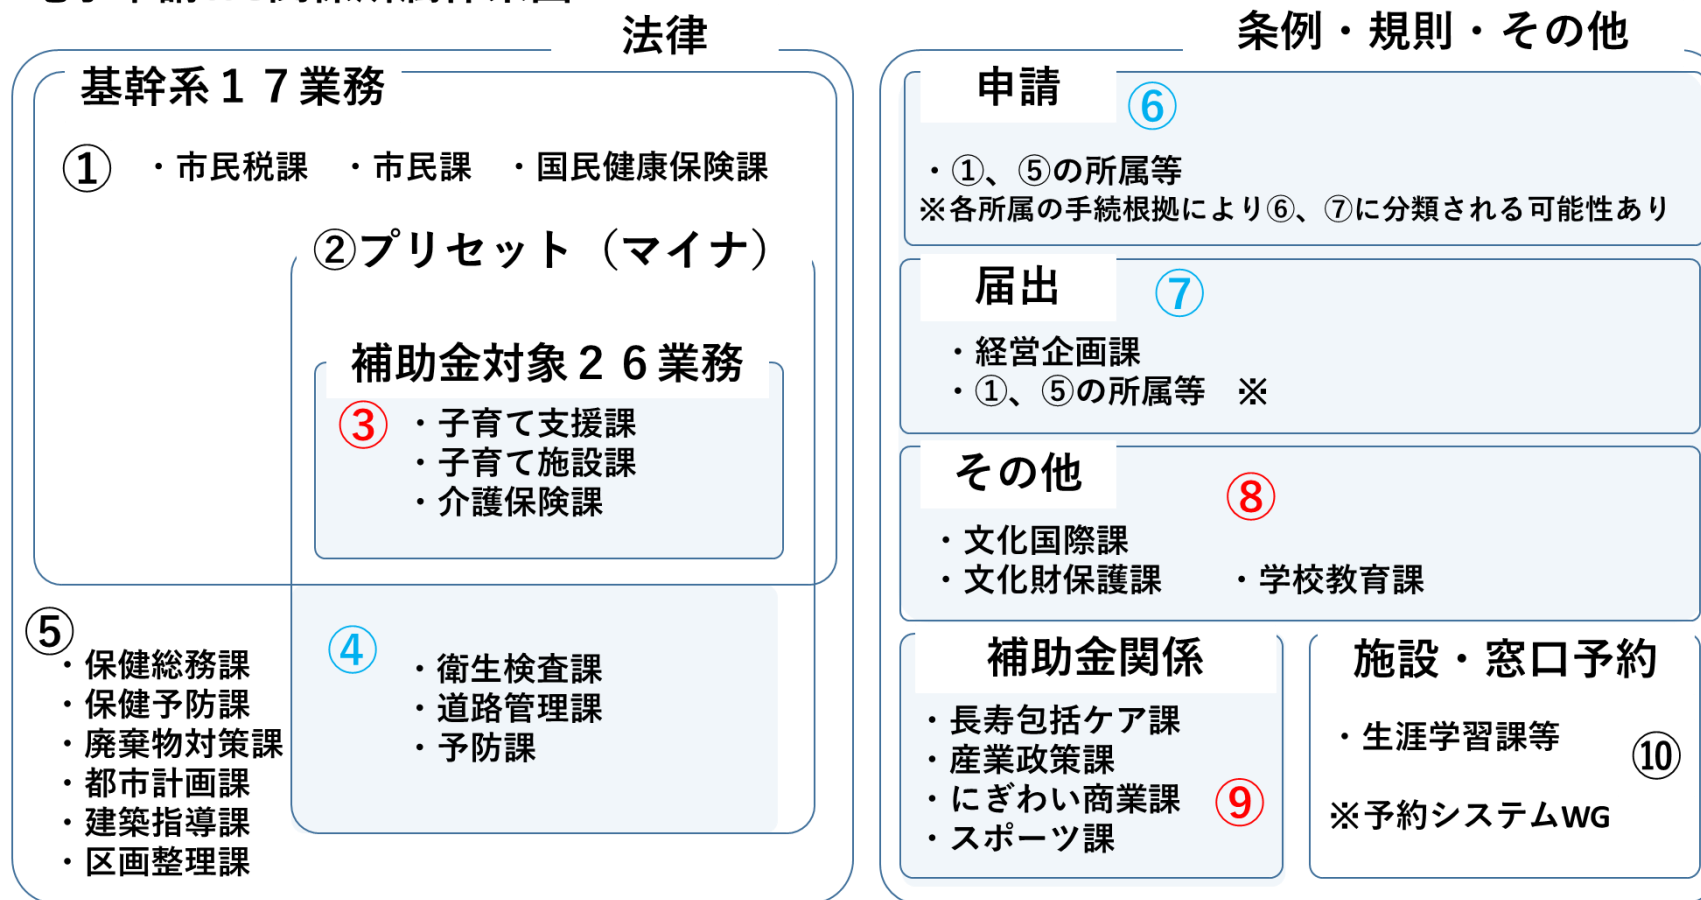 法律
基幹系１７業務
① ・市民税課 ・市民課 ・国民健康保険課
②プリセット（マイナ）
補助金対象２６業務
③ ・子育て支援課
・子育て施設課
・介護保険課
④ ・衛生検査課
・道路管理課
・予防課
⑤
・保健総務課
・保健予防課
・廃棄物対策課
・都市計画課
・建築指導課
・区画整理課
条例・規則・その他
申請 ⑥
・①、⑤の所属等
※各所属の手続根拠により⑥、⑦に分類される可能性あり
届出 ⑦
・経営企画課
・①、⑤の所属等 ※
その他 ⑧
・文化国際課
・文化財保護課 ・学校教育課
補助金関係
・長寿包括ケア課
・産業政策課
・にぎわい商業課 ⑨
・スポーツ課
施設・窓口予約
・生涯学習課等 ⑩
※予約システムWG